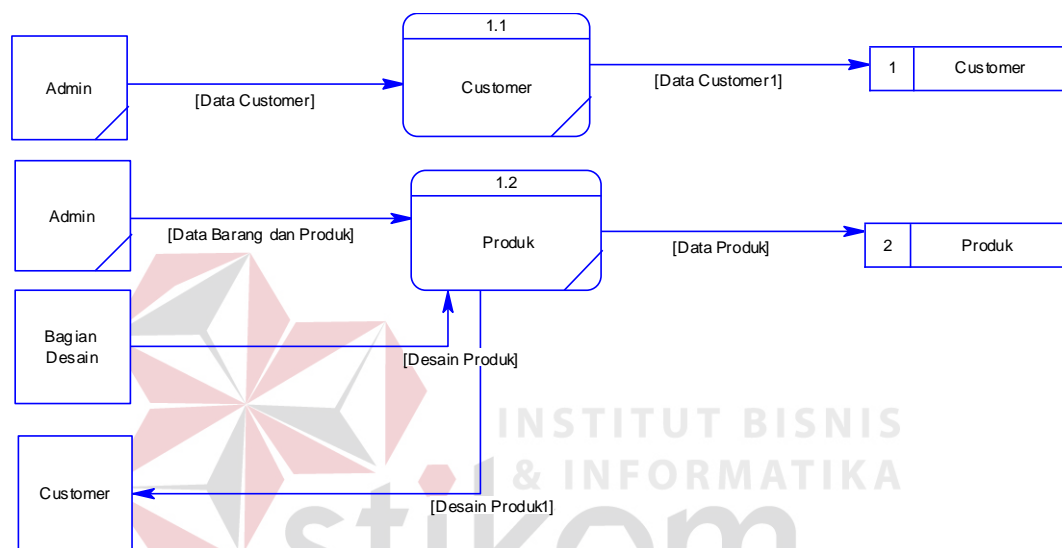 1.1
Admin
Customer
[Data Customer]
[Data Customer1]
1
Customer
1.2
Admin
Produk
[Data Barang dan Produk]
[Data Produk]
2
Produk
Bagian
Desain
[Desain Produk]
Customer
[Desain Produk1]
INSTITUT BISNIS
& INFORMATIKA
stikom